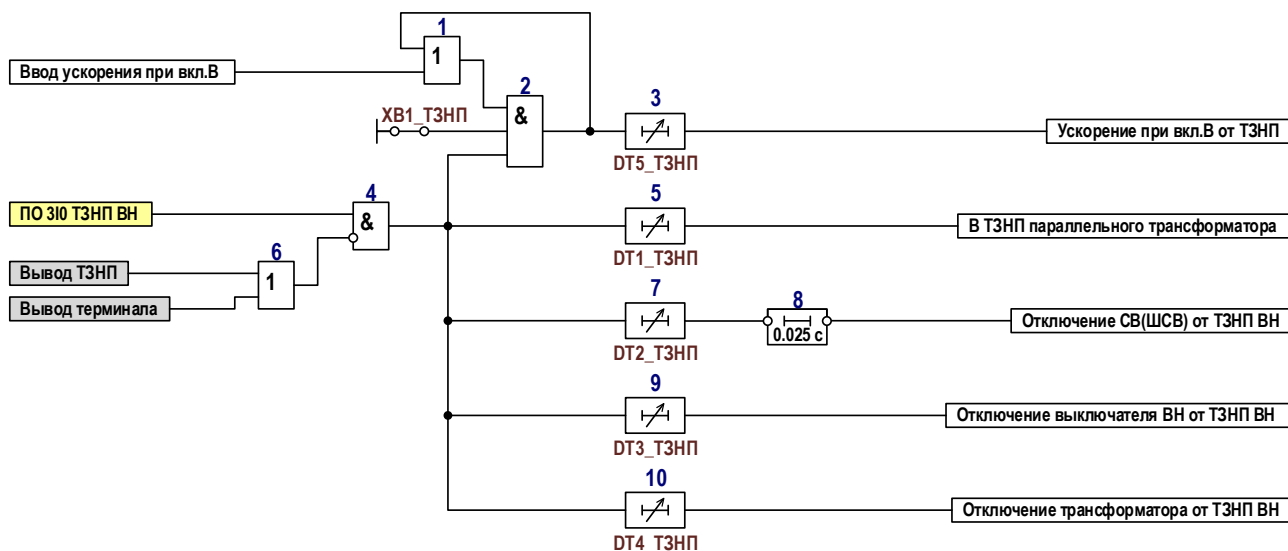 1
1
Ввод ускорения при вкл.В
2
&
XB1_ТЗНП
3
DT5_ТЗНП
Ускорение при вкл.В от ТЗНП
4
&
ПО 3I0 ТЗНП ВН
5
DT1_ТЗНП
В ТЗНП параллельного трансформатора
6
1
Вывод ТЗНП
Вывод терминала
7
DT2_ТЗНП
8
0.025 с
Отключение СВ(ШСВ) от ТЗНП ВН
9
DT3_ТЗНП
Отключение выключателя ВН от ТЗНП ВН
10
DT4_ТЗНП
Отключение трансформатора от ТЗНП ВН